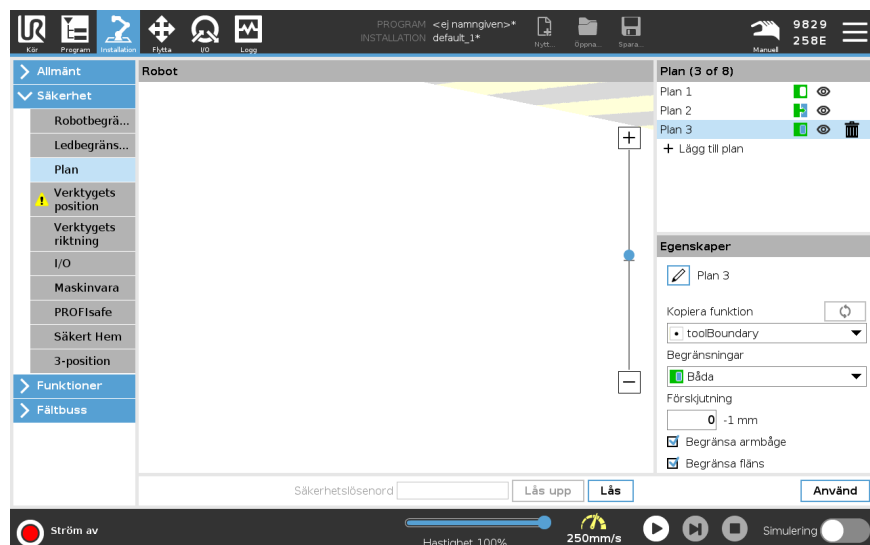 PROGRAM <ej namngiven>*
INSTALLATION default_1*
Kör
Program
Installation
Flytta
I/O
Logg
Nytt...
Öppna...
Spara...
Manuell
9829
258E
Allmänt
Säkerhet
Robotbegrä...
Ledbegräns...
Plan
Verktygets
position
Verktygets
riktning
I/O
Maskinvara
PROFIsafe
Säkert Hem
3-position
Funktioner
Fältbuss
Robot
Plan (3 of 8)
Plan 1
Plan 2
Plan 3
Lägg till plan
Egenskaper
Plan 3
Kopiera funktion
toolBoundary
Begränsningar
Båda
Förskjutning
0 -1 mm
Begränsa armbåge
Begränsa fläns
Säkerhetslösenord
Lås upp
Lås
Använd
Ström av
Hastighet 100%
250mm/s
Simulering